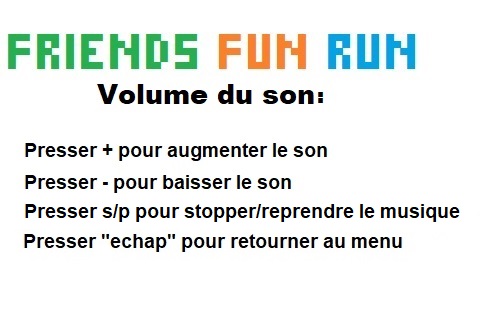 FRIENDS FUN RUN
Volume du son:
Presser + pour augmenter le son
Presser - pour baisser le son
Presser s/p pour stopper/reprendre le musique
Presser "echap" pour retourner au menu